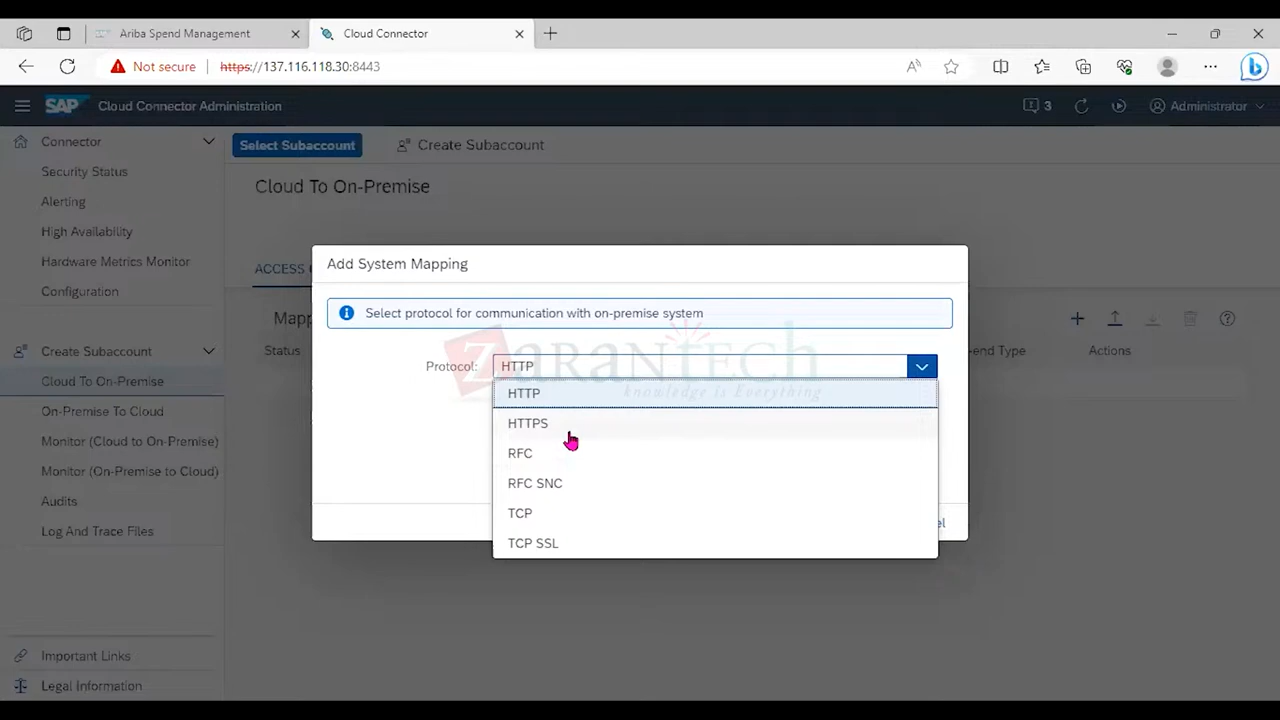 Ariba Spend Management
Cloud Connector
Not secure
https://137.116.118.30:8443
SAP Cloud Connector Administration
3
Administrator
Connector
Security Status
Alerting
High Availability
Hardware Metrics Monitor
Configuration
Create Subaccount
Cloud To On-Premise
On-Premise To Cloud
Monitor (Cloud to On-Premise)
Monitor (On-Premise to Cloud)
Audits
Log And Trace Files
Important Links
Legal Information
Select Subaccount
Create Subaccount
Cloud To On-Premise
ACCESS
Mapp
Status
-end Type
Actions
Add System Mapping
Select protocol for communication with on-premise system
ZARANTECH
knowledge is Everything
Protocol:
HTTP
HTTP
HTTPS
RFC
RFC SNC
TCP
TCP SSL
el